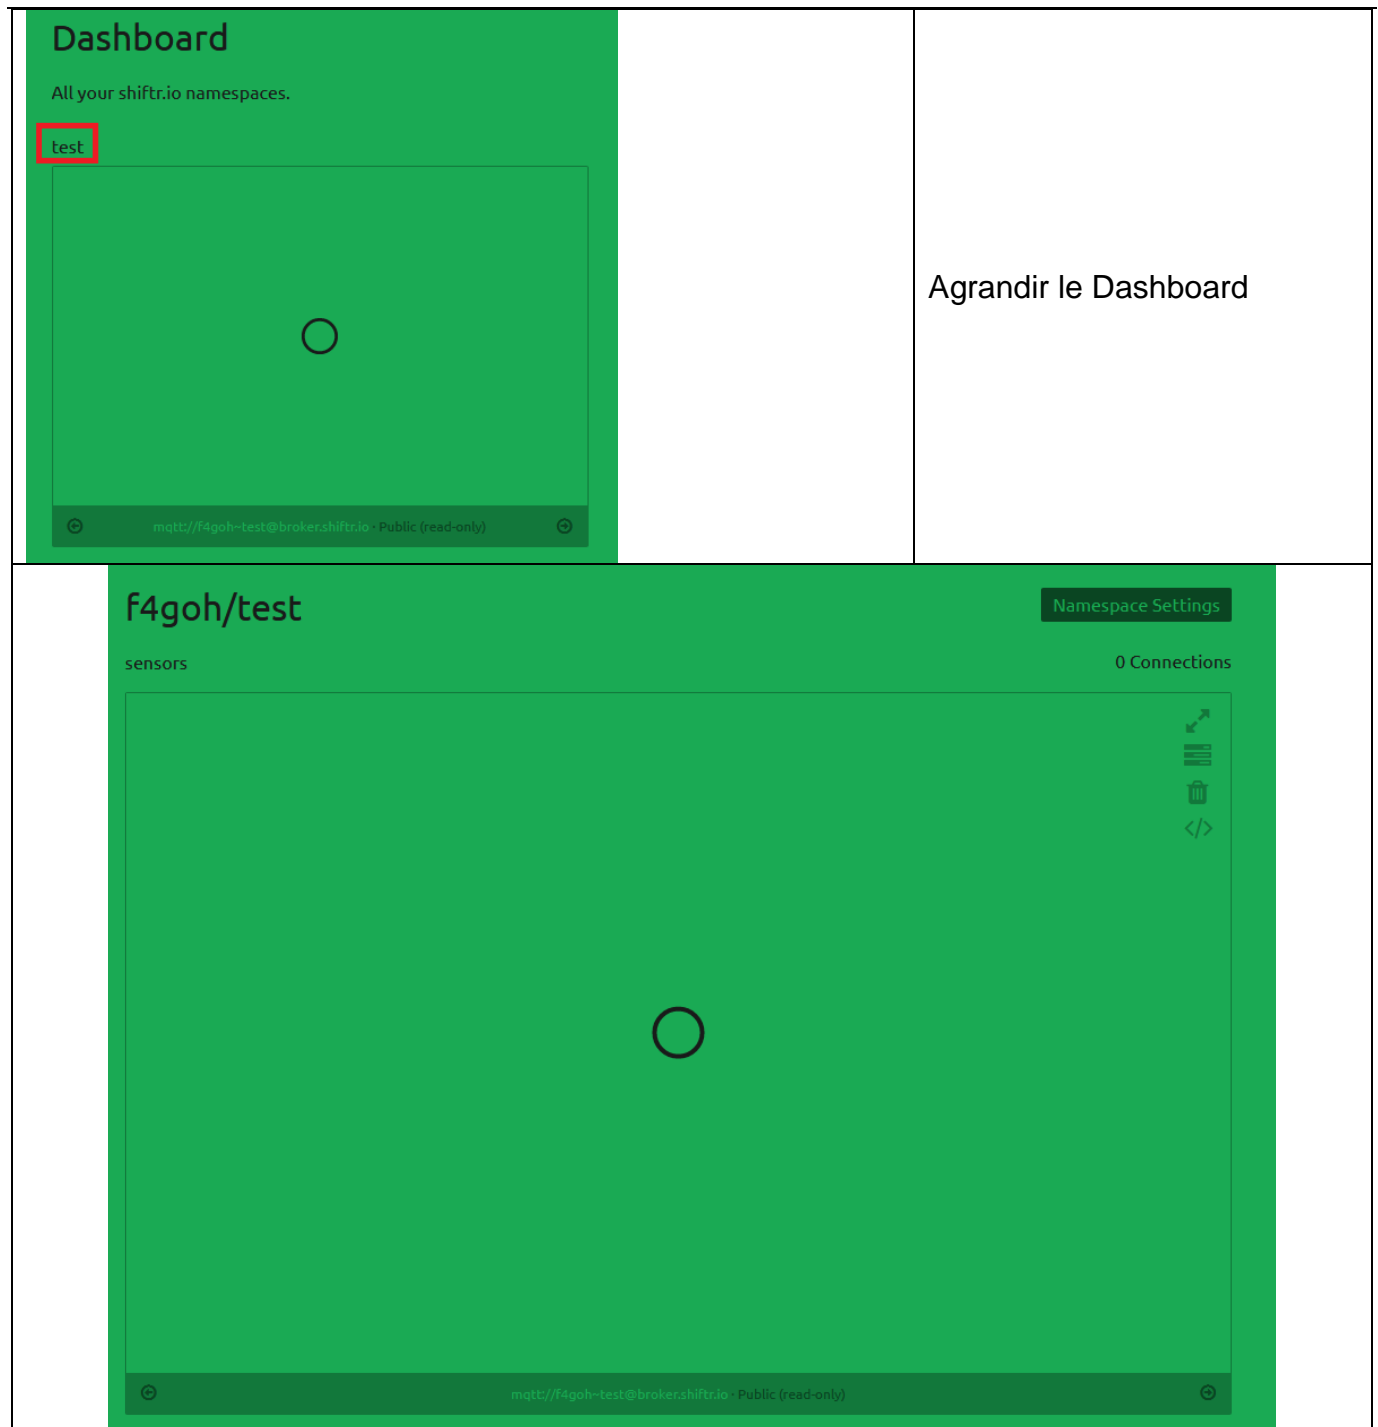 Dashboard
All your shiftr.io namespaces.
test
mqtt://f4goh~test@broker.shiftr.io · Public (read-only)
Agrandir le Dashboard
f4goh/test
Namespace Settings
sensors
0 Connections
mqtt://f4goh~test@broker.shiftr.io · Public (read-only)